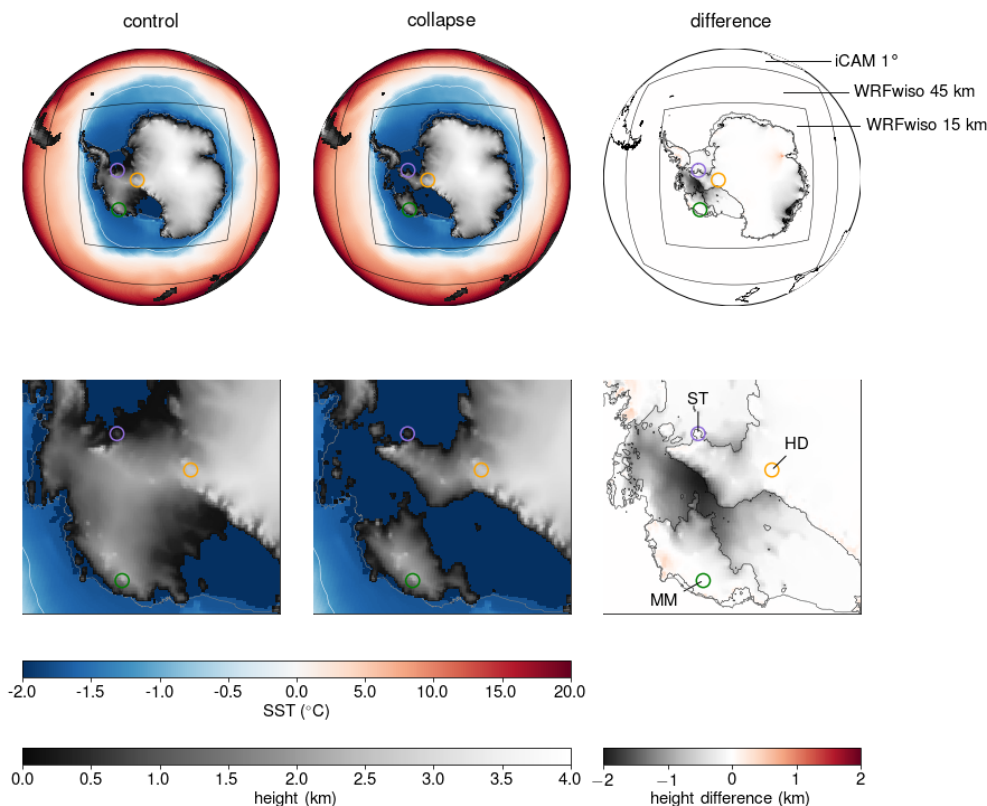 control
collapse
difference
iCAM 1°
WRFwiso 45 km
WRFwiso 15 km
ST
HD
MM
-2.0 -1.5 -1.0 -0.5 0.0 5.0 10.0 15.0 20.0
SST (°C)
0.0 0.5 1.0 1.5 2.0 2.5 3.0 3.5 4.0
height (km)
−2 −1 0 1 2
height difference (km)